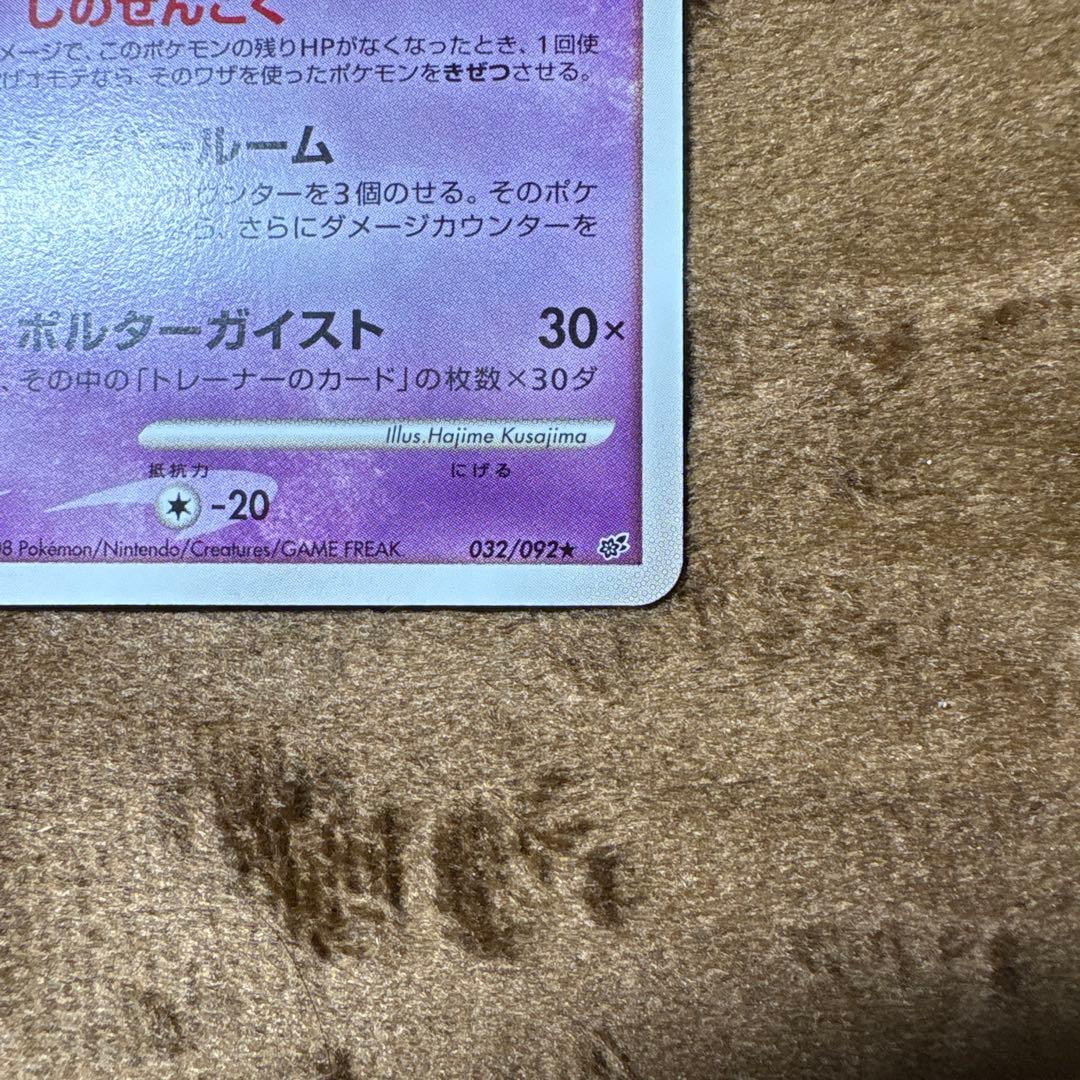 しのせんこく
メージで、このポケモンの残りHPがなくなったとき、1回使
げオモテなら、そのワザを使ったポケモンをきぜつさせる。
ールーム
カウンターを3個のせる。そのポケ
ら、さらにダメージカウンターを
ポルターガイスト 30×
、その中の「トレーナーのカード」の枚数×30ダ
Illus.Hajime Kusajima
抵抗力 にげる
-20
08 Pokémon/Nintendo/Creatures/GAME FREAK. 032/092★